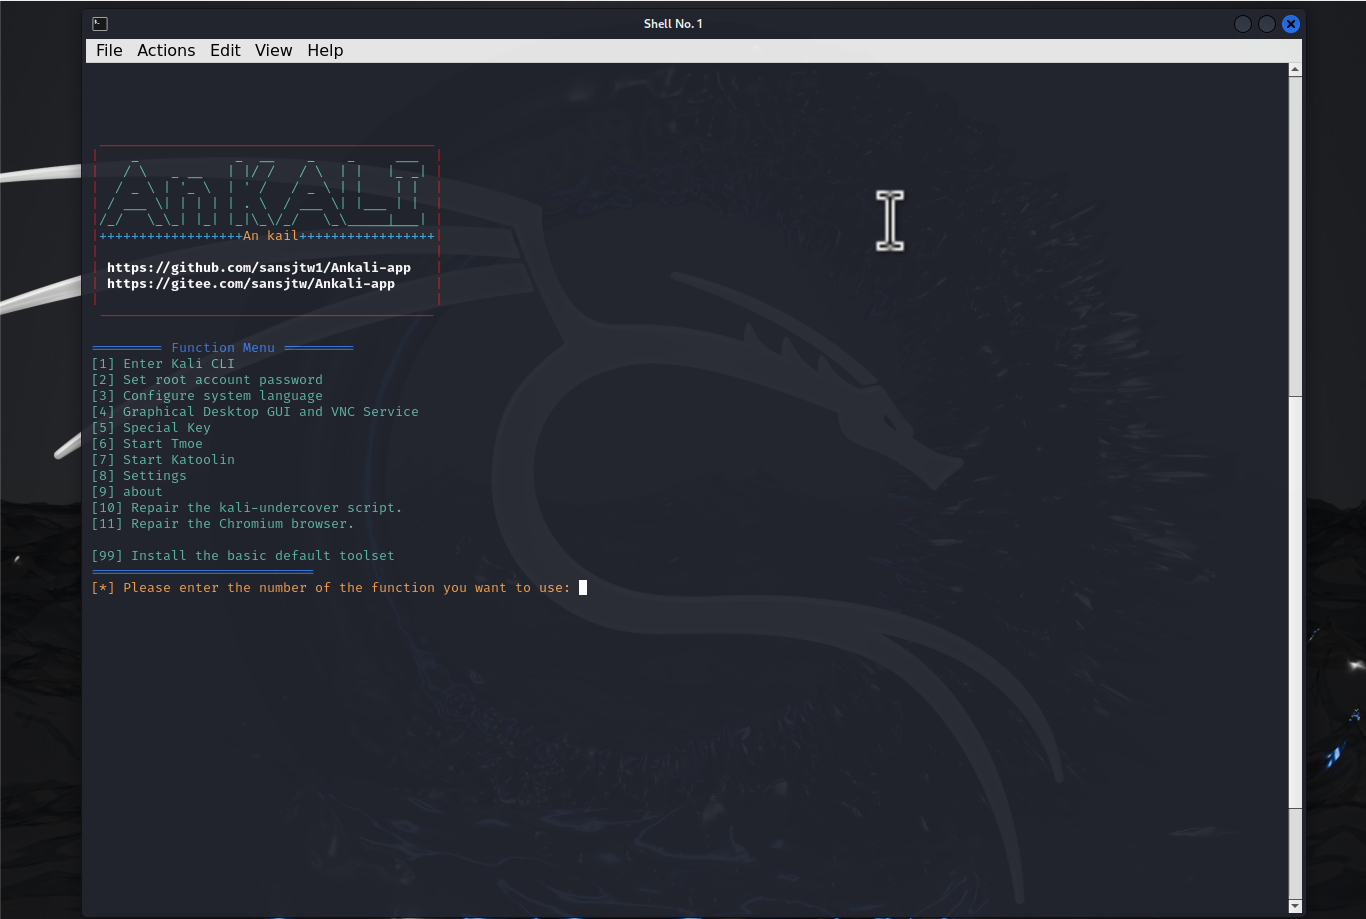 Shell No. 1
File Actions Edit View Help
AnKALI
++++++++++++++++++An kail+++++++++++++++++
https://github.com/sansjtw1/Ankali-app
https://gitee.com/sansjtw/Ankali-app
Function Menu
[1] Enter Kali CLI
[2] Set root account password
[3] Configure system language
[4] Graphical Desktop GUI and VNC Service
[5] Special Key
[6] Start Tmoe
[7] Start Katoolin
[8] Settings
[9] about
[10] Repair the kali-undercover script.
[11] Repair the Chromium browser.
[99] Install the basic default toolset
[*] Please enter the number of the function you want to use: